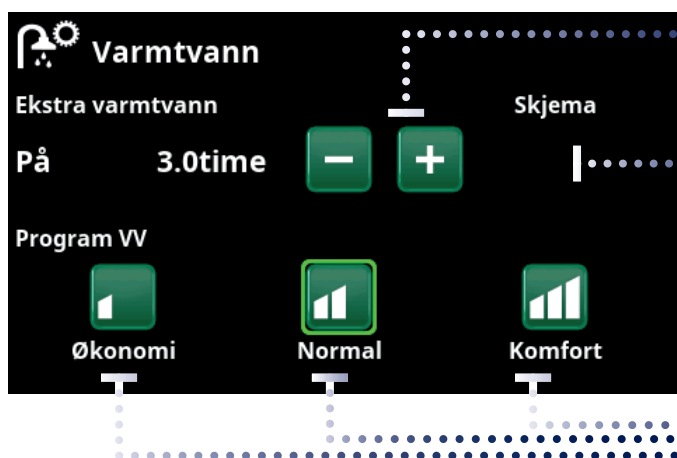 Varmtvann
Ekstra varmtvann Skjema
På 3.0time − +
Program VV
Økonomi Normal Komfort